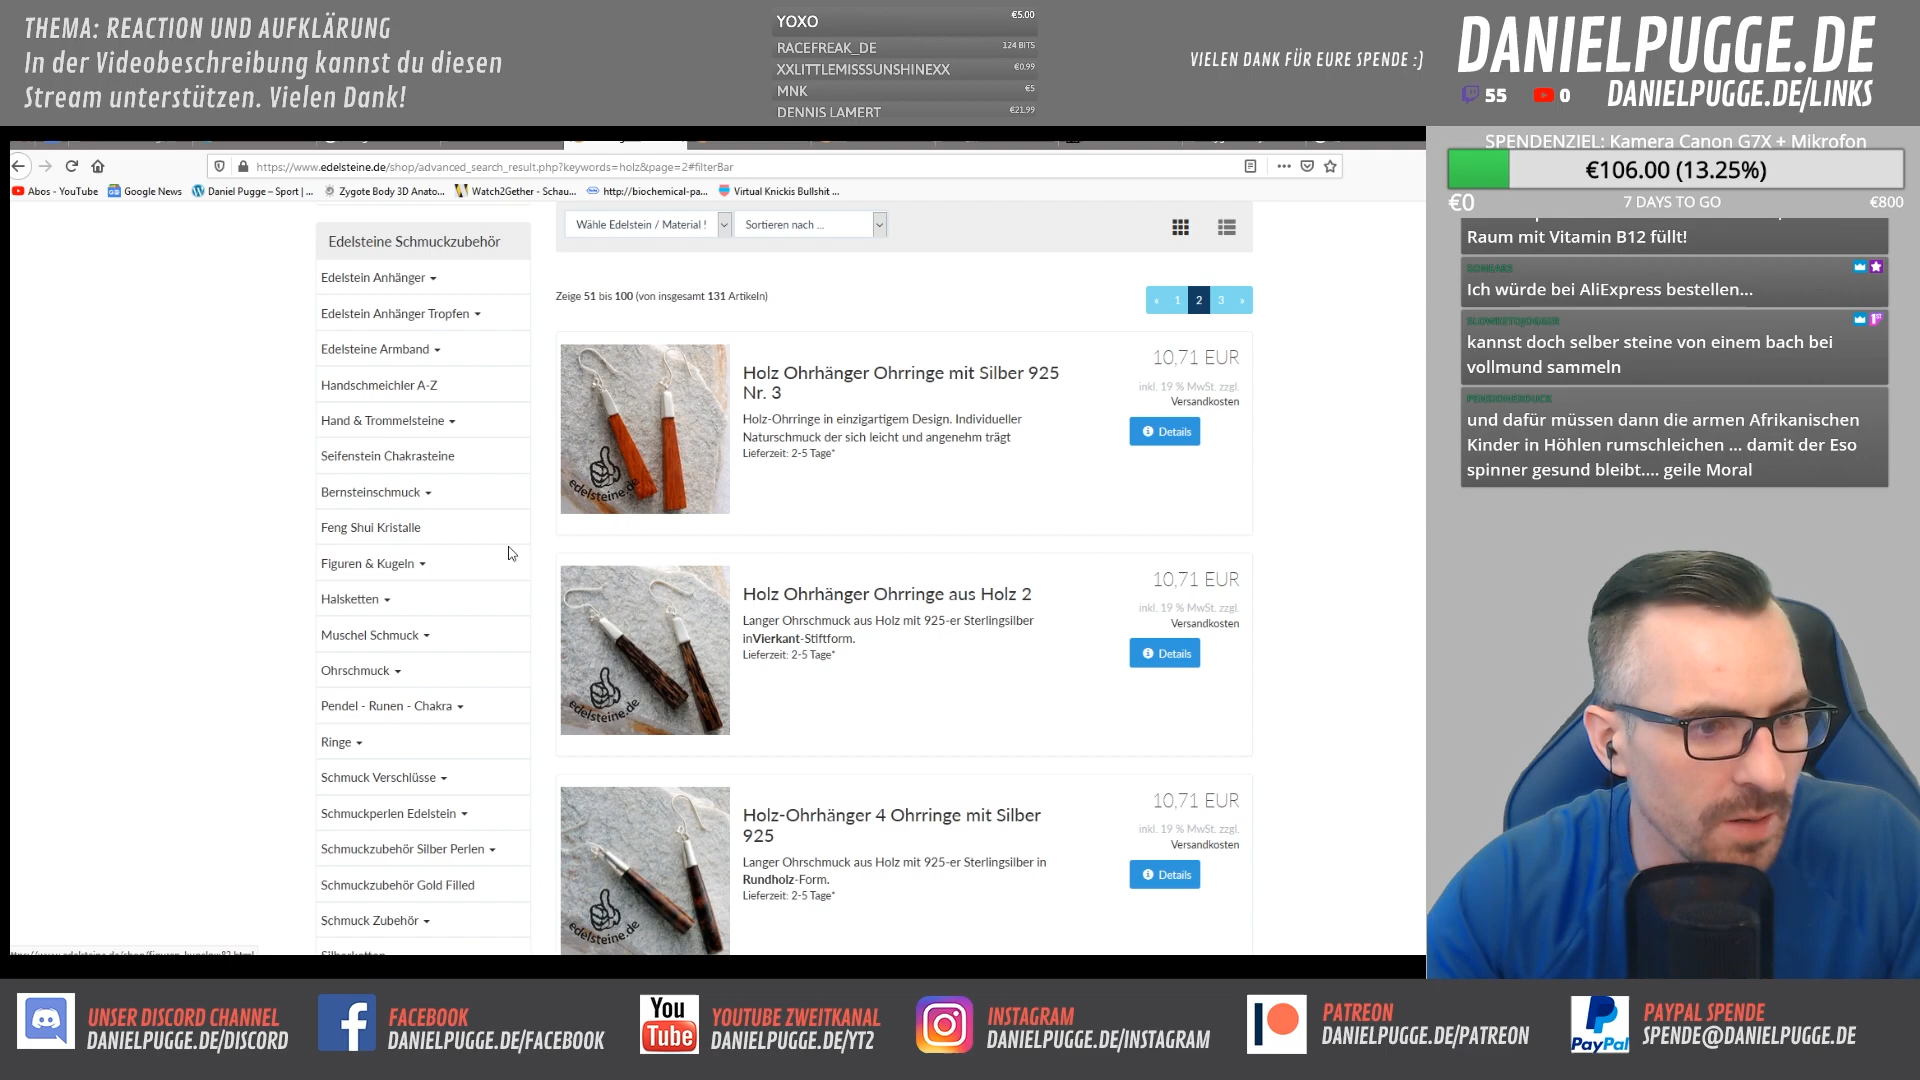 THEMA: REACTION UND AUFKLÄRUNG
In der Videobeschreibung kannst du diesen
Stream unterstützen. Vielen Dank!
YOXO €5.00
RACEFREAK_DE 124 BITS
XXLITTLEMISSSUNSHINEXX €0.99
MNK €5
DENNIS LAMERT €21.99
VIELEN DANK FÜR EURE SPENDE :)
DANIELPUGGE.DE
55 0 DANIELPUGGE.DE/LINKS
https://www.edelsteine.de/shop/advanced_search_result.php?keywords=holz&page=2#filterBar
Abos - YouTube Google News Daniel Pugge – Sport | ... Zygote Body 3D Anato... Watch2Gether - Schau... http://biochemical-pa... Virtual Knickis Bullshit ...
Edelsteine Schmuckzubehör
Edelstein Anhänger
Edelstein Anhänger Tropfen
Edelsteine Armband
Handschmeichler A-Z
Hand & Trommelsteine
Seifenstein Chakrasteine
Bernsteinschmuck
Feng Shui Kristalle
Figuren & Kugeln
Halsketten
Muschel Schmuck
Ohrschmuck
Pendel - Runen - Chakra
Ringe
Schmuck Verschlüsse
Schmuckperlen Edelstein
Schmuckzubehör Silber Perlen
Schmuckzubehör Gold Filled
Schmuck Zubehör
Wähle Edelstein / Material ! Sortieren nach ...
Zeige 51 bis 100 (von insgesamt 131 Artikeln)
« 1 2 3 »
edelsteine.de
Holz Ohrhänger Ohrringe mit Silber 925
Nr. 3
Holz-Ohrringe in einzigartigem Design. Individueller
Naturschmuck der sich leicht und angenehm trägt
Lieferzeit: 2-5 Tage*
10,71 EUR
inkl. 19 % MwSt. zzgl.
Versandkosten
Details
edelsteine.de
Holz Ohrhänger Ohrringe aus Holz 2
Langer Ohrschmuck aus Holz mit 925-er Sterlingsilber
inVierkant-Stiftform.
Lieferzeit: 2-5 Tage*
10,71 EUR
inkl. 19 % MwSt. zzgl.
Versandkosten
Details
edelsteine.de
Holz-Ohrhänger 4 Ohrringe mit Silber
925
Langer Ohrschmuck aus Holz mit 925-er Sterlingsilber in
Rundholz-Form.
Lieferzeit: 2-5 Tage*
10,71 EUR
inkl. 19 % MwSt. zzgl.
Versandkosten
Details
SPENDENZIEL: Kamera Canon G7X + Mikrofon
€106.00 (13.25%)
€0 7 DAYS TO GO €800
Raum mit Vitamin B12 füllt!
Ich würde bei AliExpress bestellen...
kannst doch selber steine von einem bach bei
vollmund sammeln
und dafür müssen dann die armen Afrikanischen
Kinder in Höhlen rumschleichen ... damit der Eso
spinner gesund bleibt.... geile Moral
UNSER DISCORD CHANNEL
DANIELPUGGE.DE/DISCORD
FACEBOOK
DANIELPUGGE.DE/FACEBOOK
You
Tube
YOUTUBE ZWEITKANAL
DANIELPUGGE.DE/YT2
INSTAGRAM
DANIELPUGGE.DE/INSTAGRAM
PATREON
DANIELPUGGE.DE/PATREON
PayPal
PAYPAL SPENDE
SPENDE@DANIELPUGGE.DE